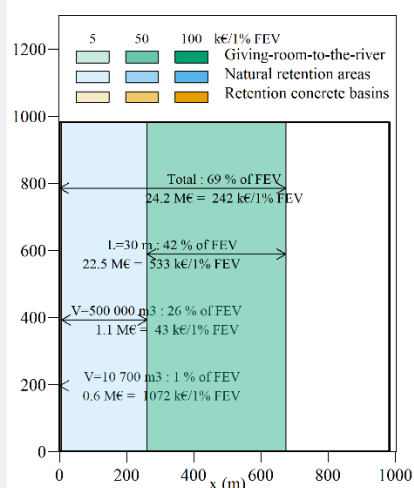 1200
1000
800
600
400
200
0
5 50 100 k€/1% FEV
Giving-room-to-the-river
Natural retention areas
Retention concrete basins
Total : 69 % of FEV
24.2 M€ = 242 k€/1% FEV
L=30 m : 42 % of FEV
22.5 M€ = 533 k€/1% FEV
V=500 000 m3 : 26 % of FEV
1.1 M€ = 43 k€/1% FEV
V=10 700 m3 : 1 % of FEV
0.6 M€ = 1072 k€/1% FEV
0 200 400 600 800 1000
x (m)